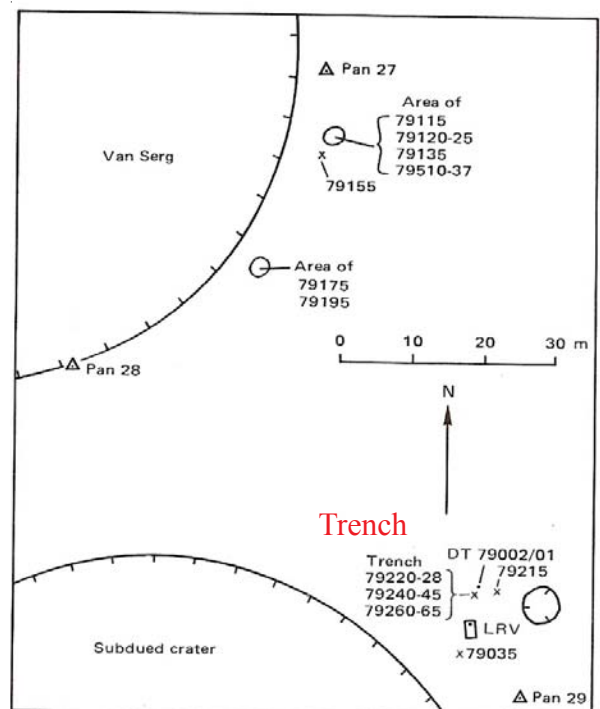 Pan 27
Area of
79115
79120-25
79135
79510-37
Van Serg
79155
Area of
79175
79195
0 10 20 30 m
Pan 28
N
Trench
Trench
DT 79002/01
79220-28
79215
79240-45
79260-65
LRV
Subdued crater
x79035
Pan 29